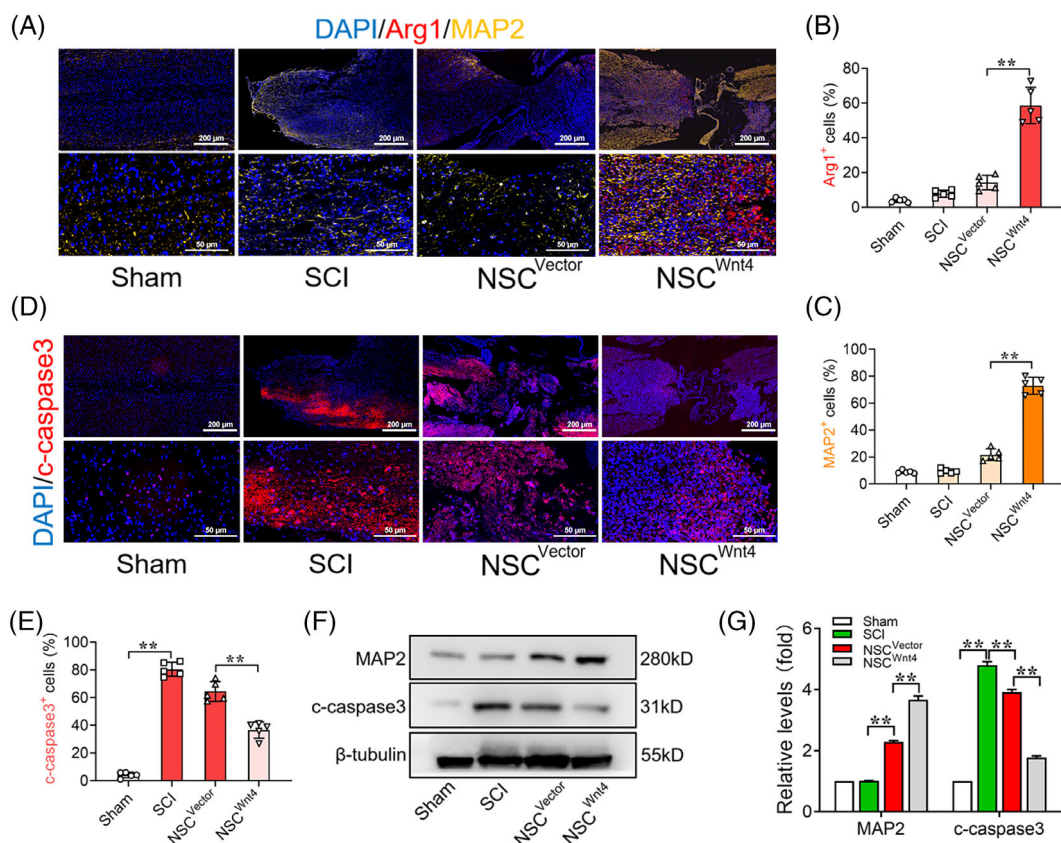 (A)
DAPI/Arg1/MAP2
200 μm
200 μm
200 μm
200 μm
50 μm
50 μm
50 μm
50 μm
Sham
SCI
NSC^Vector
NSC^Wnt4
(B)
Arg1+ cells (%)
80
60
40
20
0
**
Sham
SCI
NSC^Vector
NSC^Wnt4
(C)
MAP2+ cells (%)
100
80
60
40
20
0
**
Sham
SCI
NSC^Vector
NSC^Wnt4
(D)
DAPI/c-caspase3
200 μm
200 μm
200 μm
200 μm
50 μm
50 μm
50 μm
50 μm
Sham
SCI
NSC^Vector
NSC^Wnt4
(E)
c-caspase3+ cells (%)
100
80
60
40
20
0
**
**
Sham
SCI
NSC^Vector
NSC^Wnt4
(F)
MAP2
280kD
c-caspase3
31kD
β-tubulin
55kD
Sham
SCI
NSC^Vector
NSC^Wnt4
(G)
Relative levels (fold)
6
4
2
0
Sham
SCI
NSC^Vector
NSC^Wnt4
**
**
**
**
**
MAP2
c-caspase3